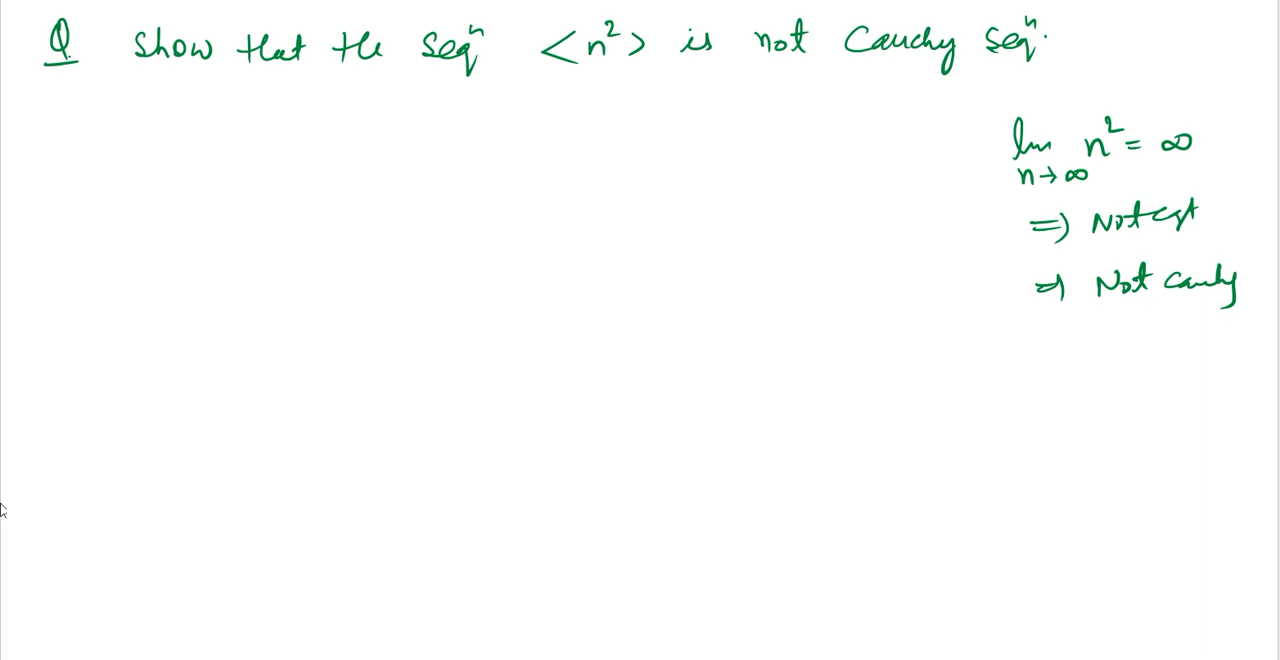 Q Show that the Seqⁿ <n²> is not Cauchy Seqⁿ.
lim n² = ∞
n→∞
⇒ Not cgt
⇒ Not Cauchy